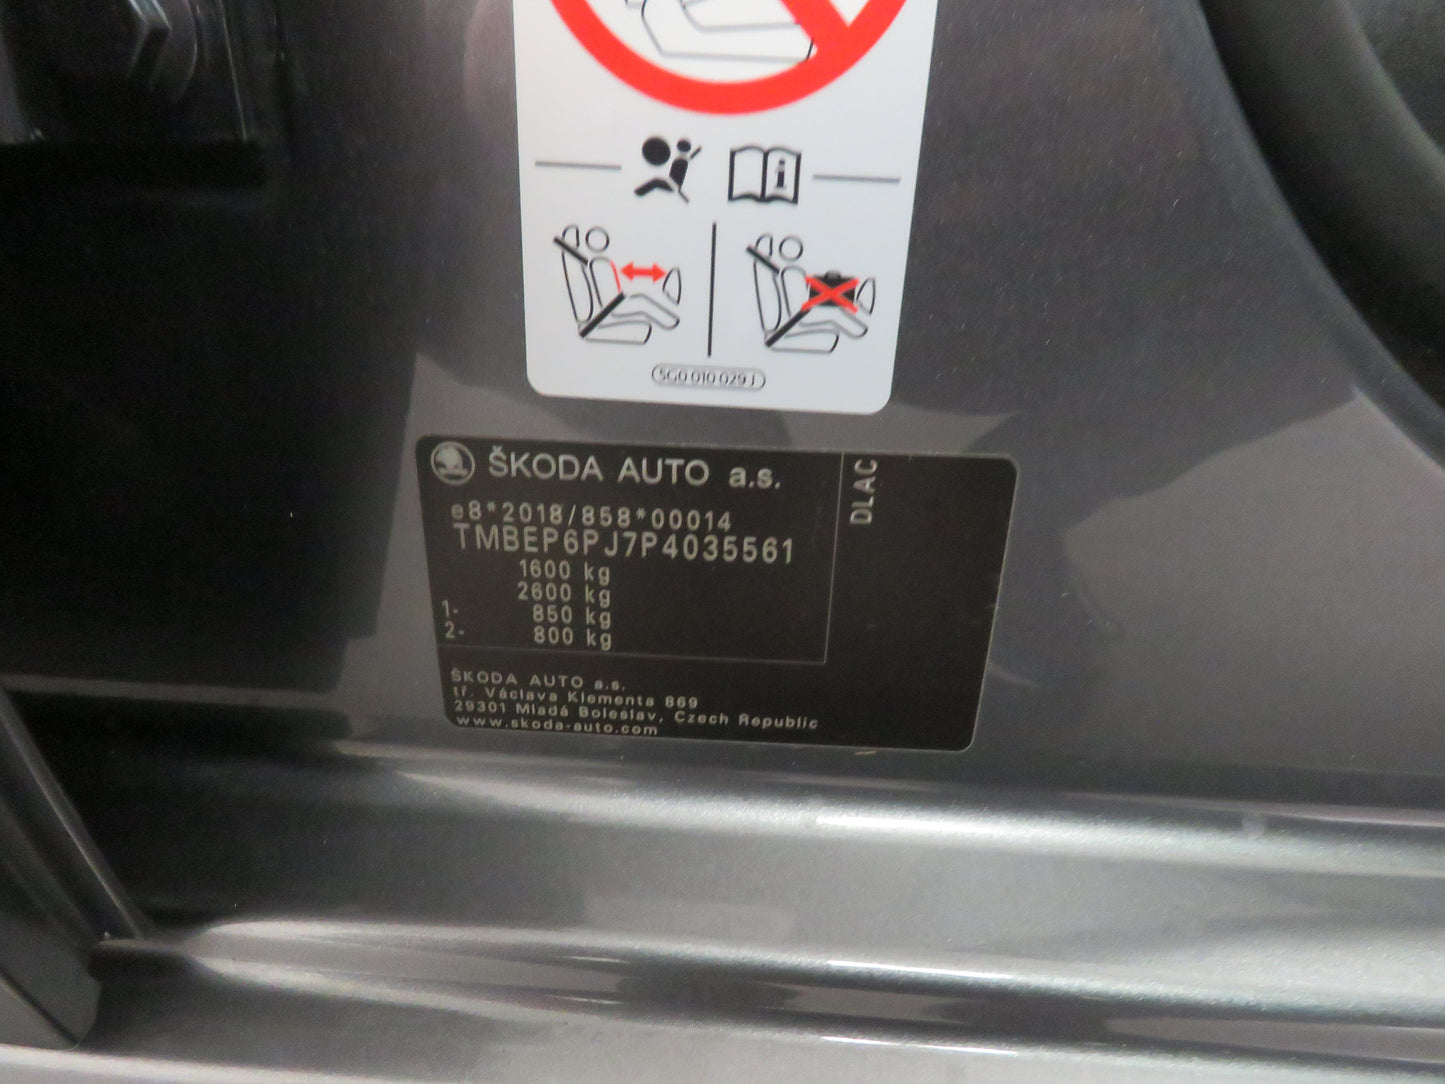 5G0 010 029 J
ŠKODA AUTO a.s.
DLAC
e8*2018/858*00014
TMBEP6PJ7P4035561
1600 kg
2600 kg
1- 850 kg
2- 800 kg
ŠKODA AUTO a.s.
tř. Václava Klementa 869
29301 Mladá Boleslav, Czech Republic
www.skoda-auto.com